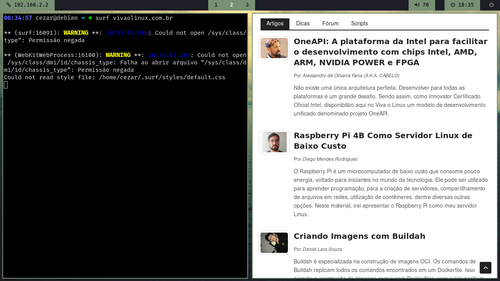 192.168.2.2
1 2 3
70
18:35
06:34:57 cezar@debian surf vivaolinux.com.br
** (surf:16091): WARNING **: Could not open /sys/class/
type": Permissão negada
** (WebKitWebProcess:16100): WARNING **: Could not open
/sys/class/dmi/id/chassis_type: Falha ao abrir arquivo "/sys/class/d
mi/id/chassis_type": Permissão negada
Could not read style file: /home/cezar/.surf/styles/default.css
Artigos Dicas Fórum Scripts
OneAPI: A plataforma da Intel para facilitar
o desenvolvimento com chips Intel, AMD,
ARM, NVIDIA POWER e FPGA
Por Alessandro de Oliveira Faria (A.K.A. CABELO)
Não existe uma única arquitetura perfeita. Desenvolver para todas as
plataformas é um grande desafio. Sendo assim, como Innovator Certificado
Oficial Intel, disponibilizo aqui no Viva o Linux um modelo de desenvolvimento
unificado denominado projeto OneAPI.
Raspberry Pi 4B Como Servidor Linux de
Baixo Custo
Por Diego Mendes Rodrigues
O Raspberry Pi é um microcomputador de baixo custo que consome pouco
energia, voltado para iniciantes no mundo da tecnologia. Ele pode ser utilizado
para aprender programação, para a criação de servidores, compartilhamento
de arquivos em redes, utilização de contêineres, dentre diversas outras
opções. Neste material, irei apresentar o Raspberry Pi como meu servidor
Linux.
Criando Imagens com Buildah
Por Daniel Lara Souza
Buildah é especializada na construção de imagens OCI. Os comandos de
Buildah replicam todos os comandos encontrados em um Dockerfile. Isso